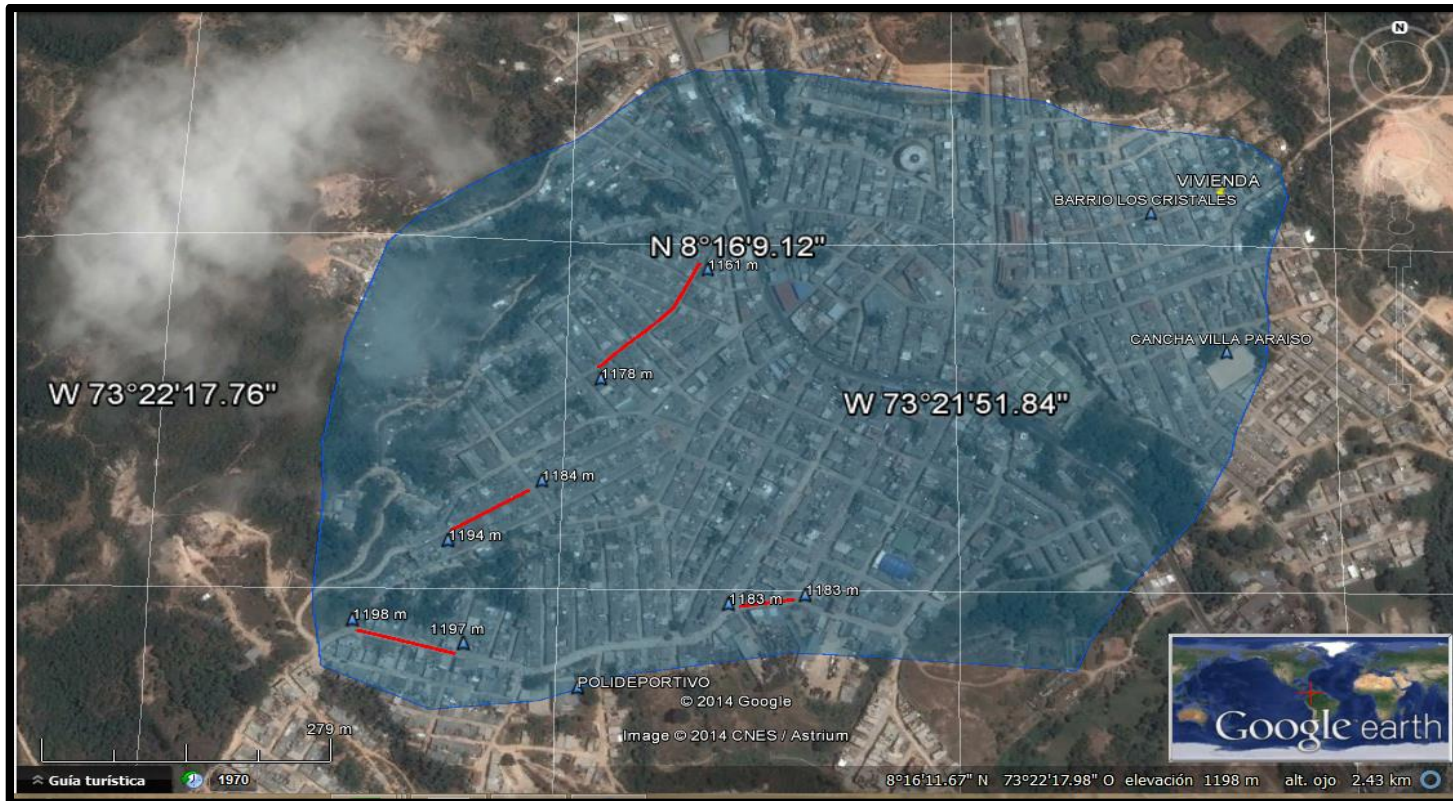 N
VIVIENDA
BARRIO LOS CRISTALES
N 8°16'9.12"
1161 m
CANCHA VILLA PARAISO
1178 m
W 73°22'17.76"
W 73°21'51.84"
1184 m
1194 m
1183 m
1183 m
1198 m
1197 m
POLIDEPORTIVO
© 2014 Google
279 m
Image © 2014 CNES / Astrium
Google earth
Guía turística
1970
8°16'11.67" N 73°22'17.98" O elevación 1198 m alt. ojo 2.43 km